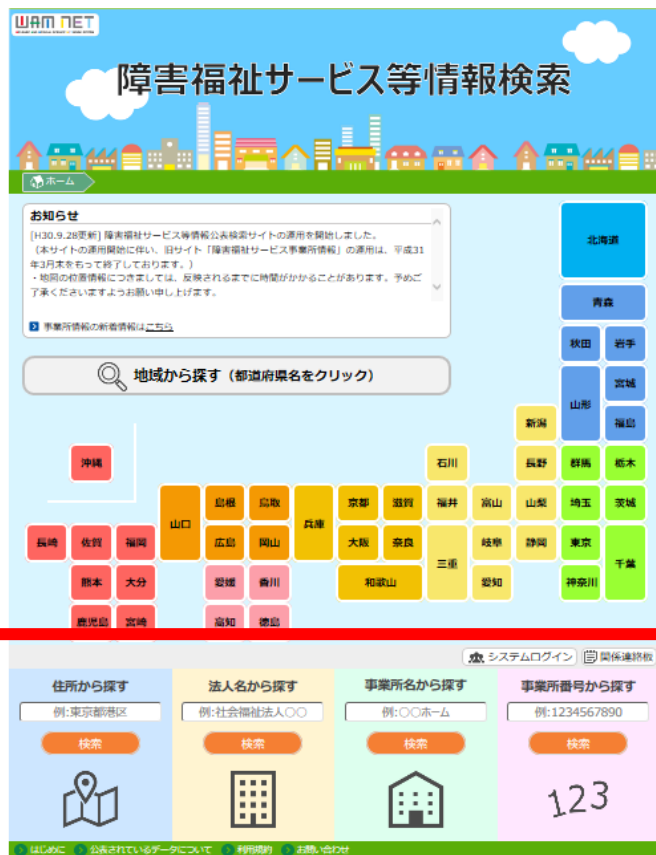 WAM NET
障害福祉サービス等情報検索
ホーム
お知らせ
[H30.9.28更新] 障害福祉サービス等情報公表検索サイトの運用を開始しました。
(本サイトの運用開始に伴い、旧サイト「障害福祉サービス事業所情報」の運用は、平成31
年3月末をもって終了しております。)
・地図の位置情報につきましては、反映されるまでに時間がかかることがあります。予めご
了承くださいますようお願い申し上げます。
事業所情報の新着情報はこちら
地域から探す(都道府県名をクリック)
北海道
青森
秋田 岩手
宮城
山形
新潟 福島
沖縄 石川 長野 群馬 栃木
島根 鳥取 京都 滋賀 福井 富山 山梨 埼玉 茨城
山口 兵庫
長崎 佐賀 福岡 広島 岡山 大阪 奈良 岐阜 静岡 東京
三重 千葉
熊本 大分 愛媛 香川 和歌山 愛知 神奈川
鹿児島 宮崎 高知 徳島
システムログイン 関係連絡板
住所から探す 法人名から探す 事業所名から探す 事業所番号から探す
例:東京都港区 例:社会福祉法人〇〇 例:〇〇ホーム 例:1234567890
検索 検索 検索 検索
123
はじめに 公表されているデータについて 利用規約 お問い合わせ